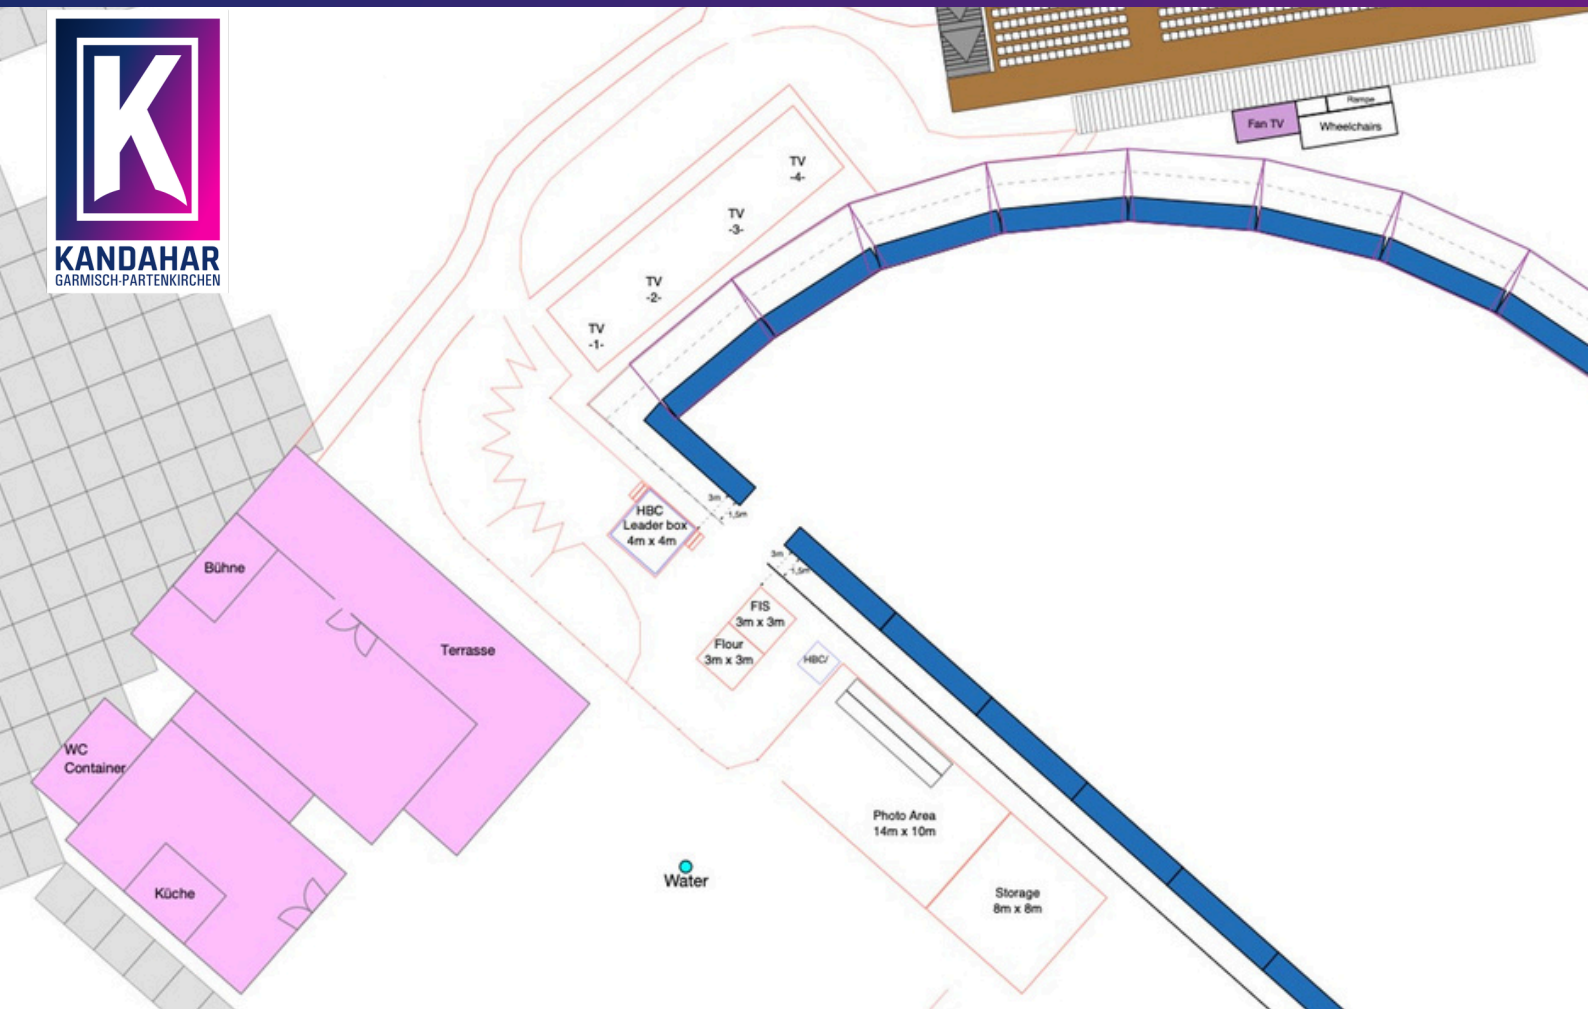 K
KANDAHAR
GARMISCH-PARTENKIRCHEN
Rampe
Fan TV
Wheelchairs
TV
-4-
TV
-3-
TV
-2-
TV
-1-
3m
1,5m
HBC
Leader box
4m x 4m
3m
1,5m
Bühne
FIS
3m x 3m
Flour
3m x 3m
HBC/
Terrasse
WC
Container
Photo Area
14m x 10m
Water
Küche
Storage
8m x 8m